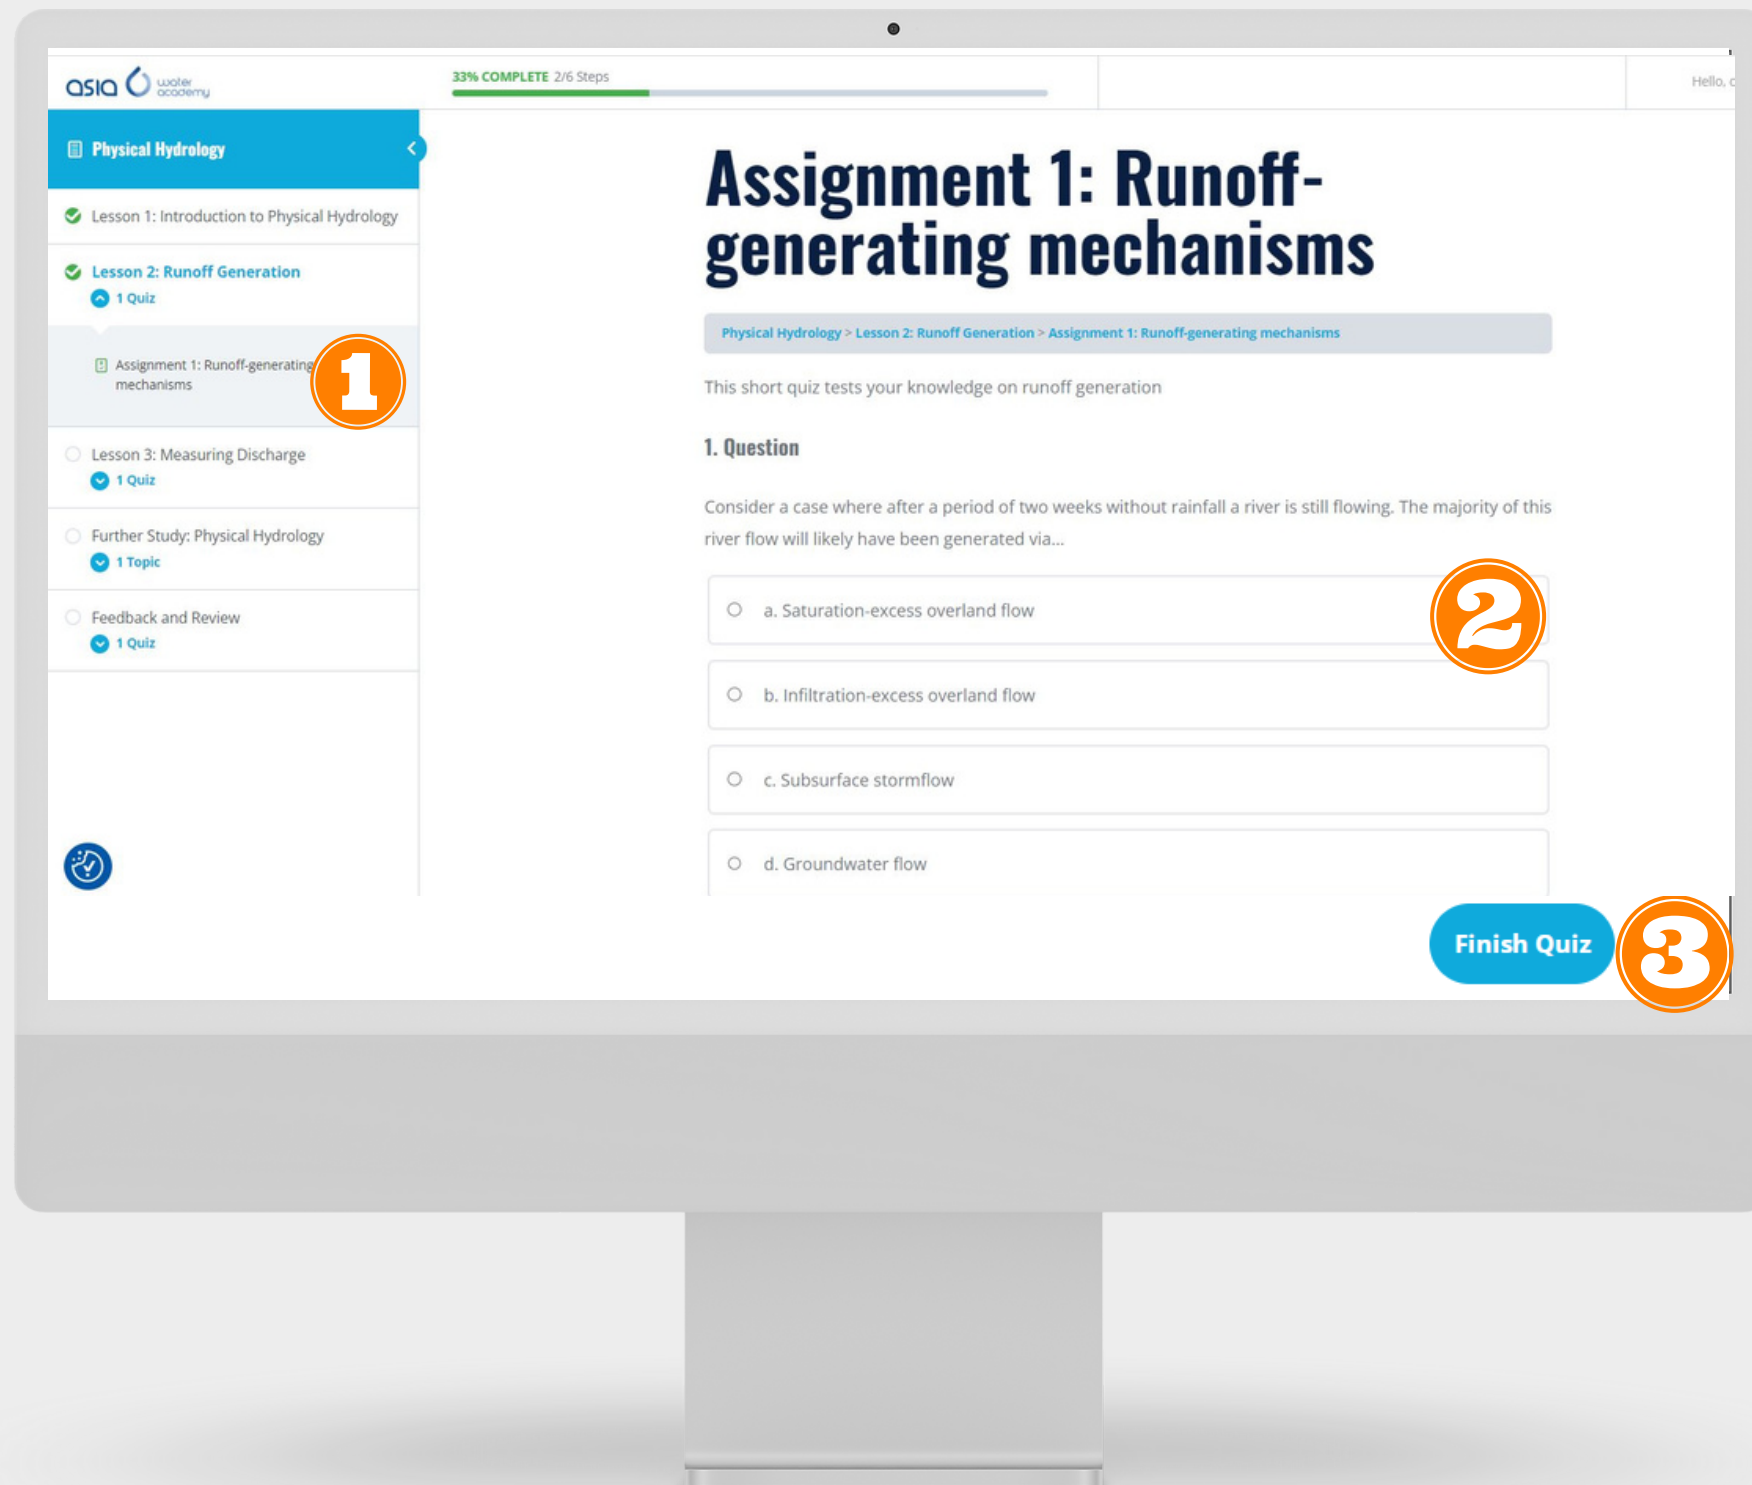 asia water academy
33% COMPLETE 2/6 Steps
Hello,
Physical Hydrology
Lesson 1: Introduction to Physical Hydrology
Lesson 2: Runoff Generation
1 Quiz
Assignment 1: Runoff-generating
mechanisms
1
Lesson 3: Measuring Discharge
1 Quiz
Further Study: Physical Hydrology
1 Topic
Feedback and Review
1 Quiz
Assignment 1: Runoff-
generating mechanisms
Physical Hydrology > Lesson 2: Runoff Generation > Assignment 1: Runoff-generating mechanisms
This short quiz tests your knowledge on runoff generation
1. Question
Consider a case where after a period of two weeks without rainfall a river is still flowing. The majority of this
river flow will likely have been generated via...
a. Saturation-excess overland flow
2
b. Infiltration-excess overland flow
c. Subsurface stormflow
d. Groundwater flow
Finish Quiz
3